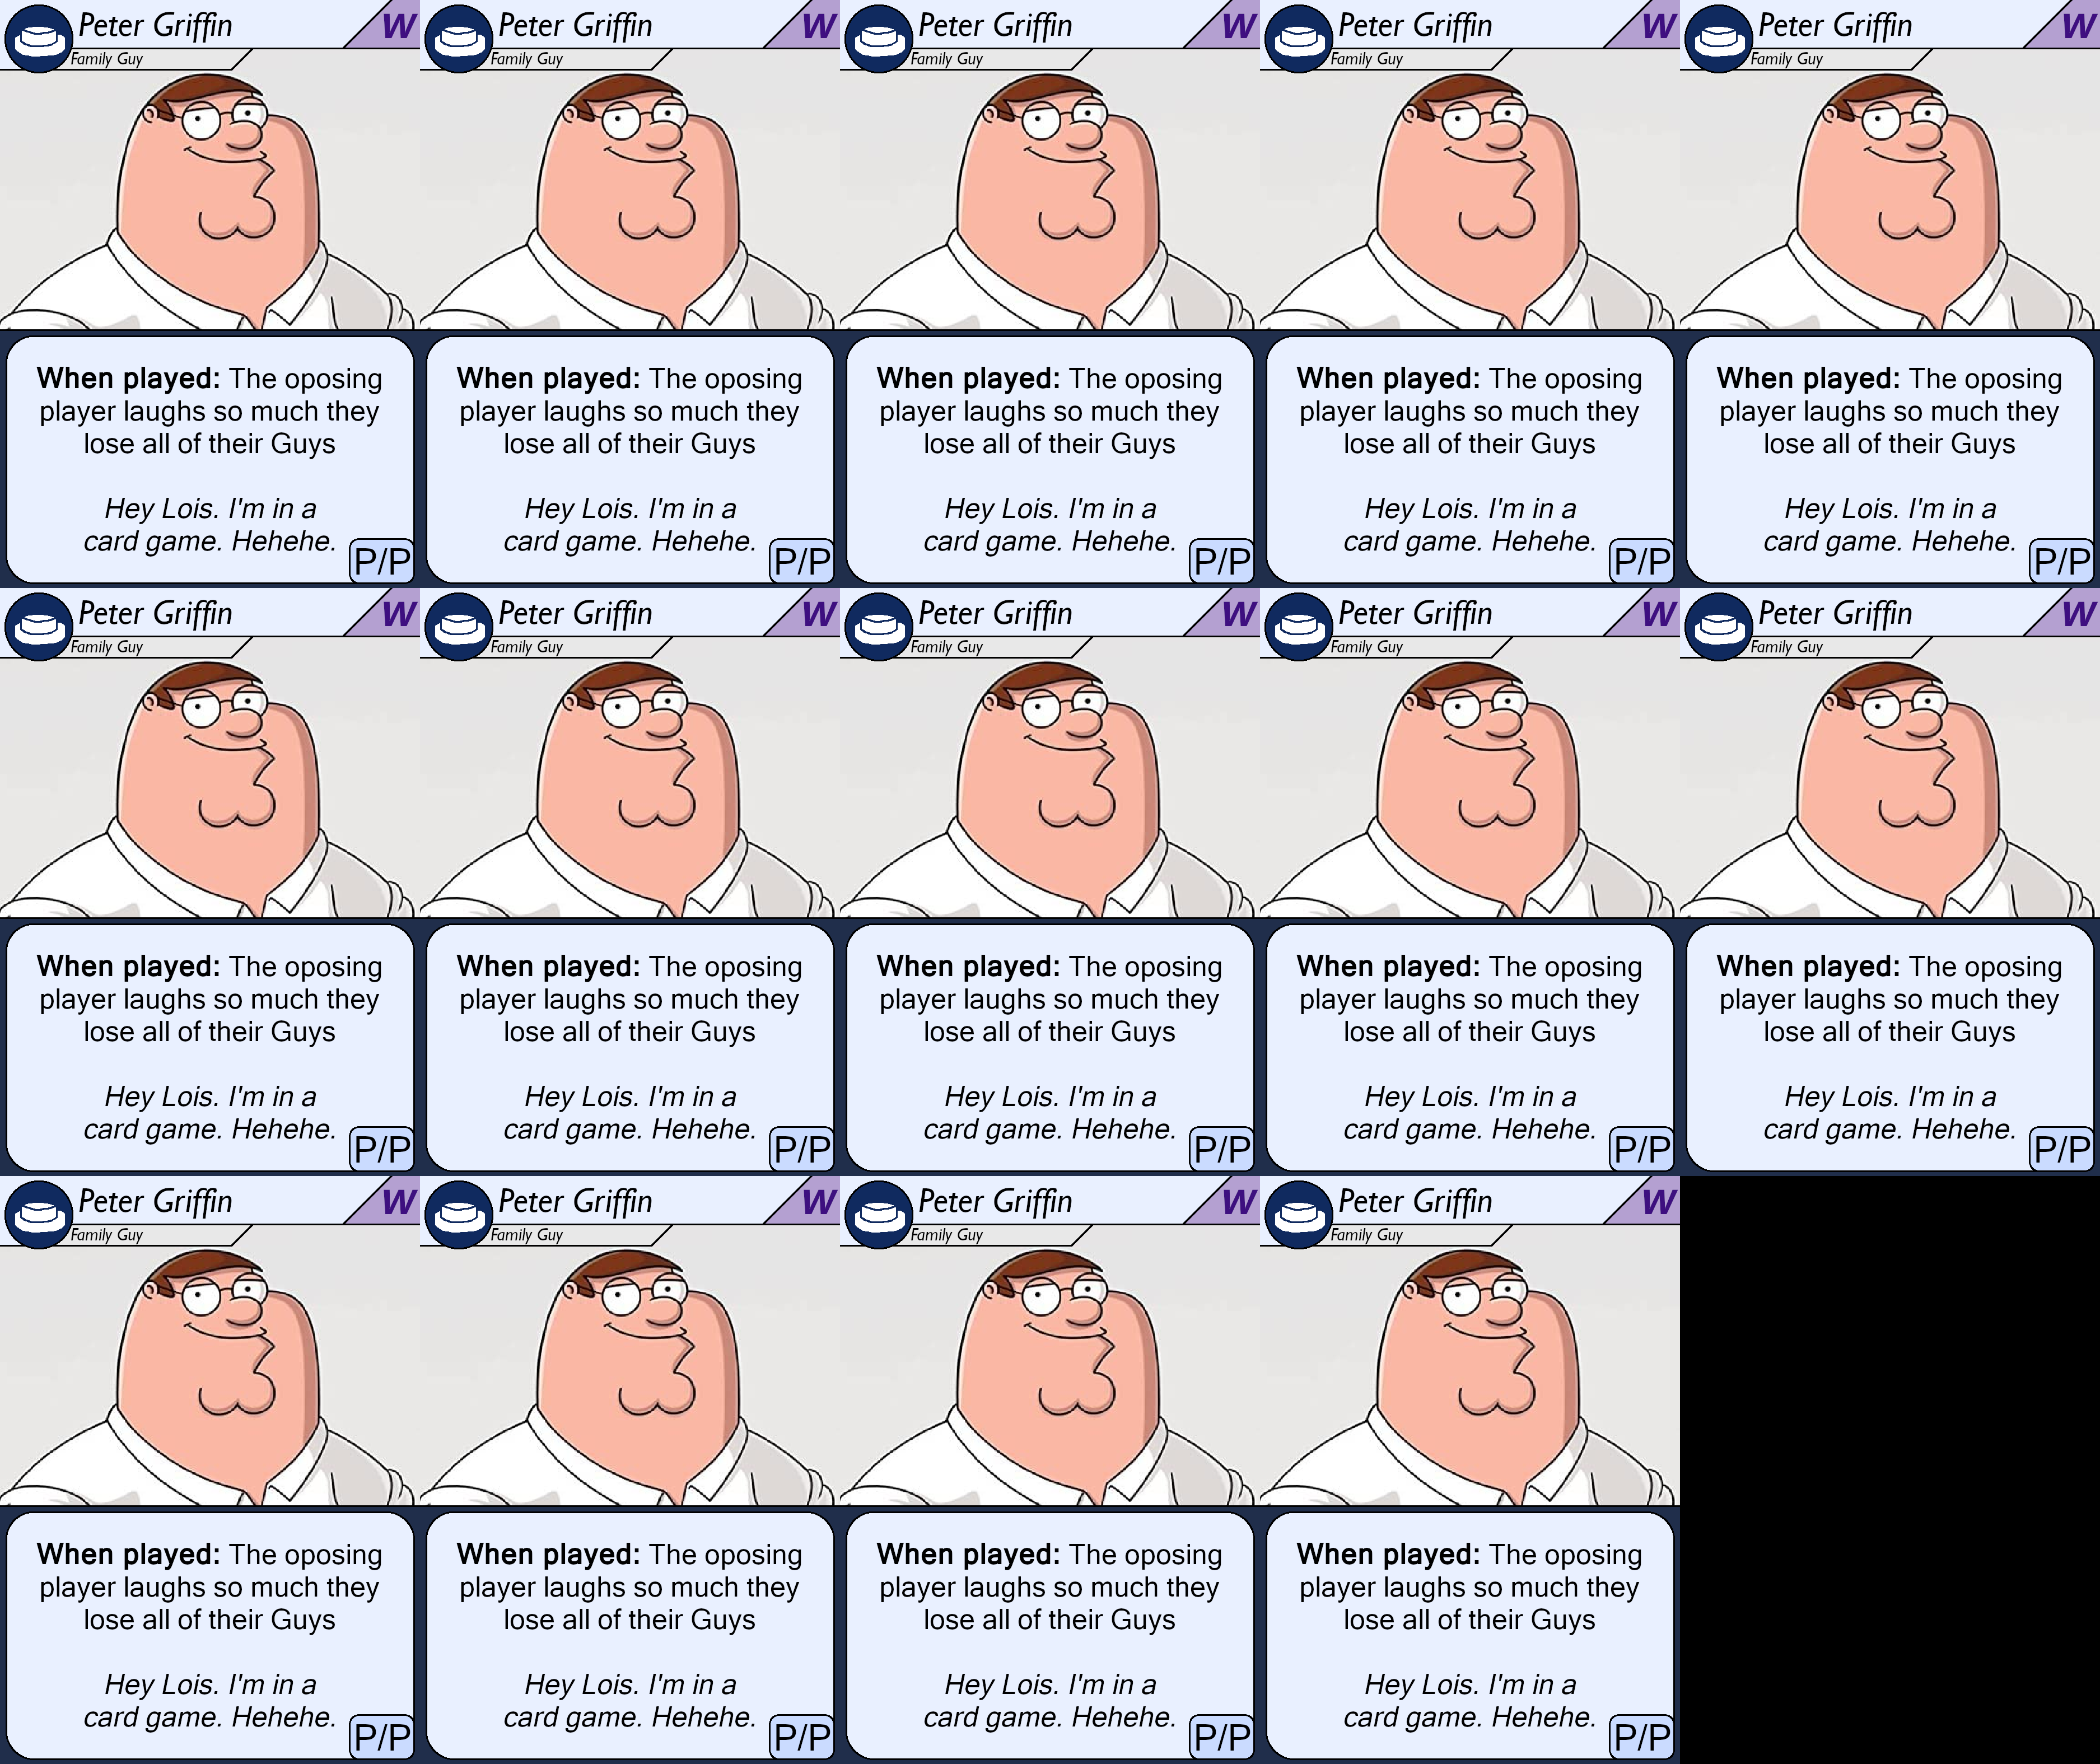 Peter Griffin W Peter Griffin W Peter Griffin W Peter Griffin W Peter Griffin W
Family Guy Family Guy Family Guy Family Guy Family Guy
When played: The oposing When played: The oposing When played: The oposing When played: The oposing When played: The oposing
player laughs so much they player laughs so much they player laughs so much they player laughs so much they player laughs so much they
lose all of their Guys lose all of their Guys lose all of their Guys lose all of their Guys lose all of their Guys
Hey Lois. I'm in a Hey Lois. I'm in a Hey Lois. I'm in a Hey Lois. I'm in a Hey Lois. I'm in a
card game. Hehehe. P/P card game. Hehehe. P/P card game. Hehehe. P/P card game. Hehehe. P/P card game. Hehehe. P/P
Peter Griffin W Peter Griffin W Peter Griffin W Peter Griffin W Peter Griffin W
Family Guy Family Guy Family Guy Family Guy Family Guy
When played: The oposing When played: The oposing When played: The oposing When played: The oposing When played: The oposing
player laughs so much they player laughs so much they player laughs so much they player laughs so much they player laughs so much they
lose all of their Guys lose all of their Guys lose all of their Guys lose all of their Guys lose all of their Guys
Hey Lois. I'm in a Hey Lois. I'm in a Hey Lois. I'm in a Hey Lois. I'm in a Hey Lois. I'm in a
card game. Hehehe. P/P card game. Hehehe. P/P card game. Hehehe. P/P card game. Hehehe. P/P card game. Hehehe. P/P
Peter Griffin W Peter Griffin W Peter Griffin W Peter Griffin W
Family Guy Family Guy Family Guy Family Guy
When played: The oposing When played: The oposing When played: The oposing When played: The oposing
player laughs so much they player laughs so much they player laughs so much they player laughs so much they
lose all of their Guys lose all of their Guys lose all of their Guys lose all of their Guys
Hey Lois. I'm in a Hey Lois. I'm in a Hey Lois. I'm in a Hey Lois. I'm in a
card game. Hehehe. P/P card game. Hehehe. P/P card game. Hehehe. P/P card game. Hehehe. P/P